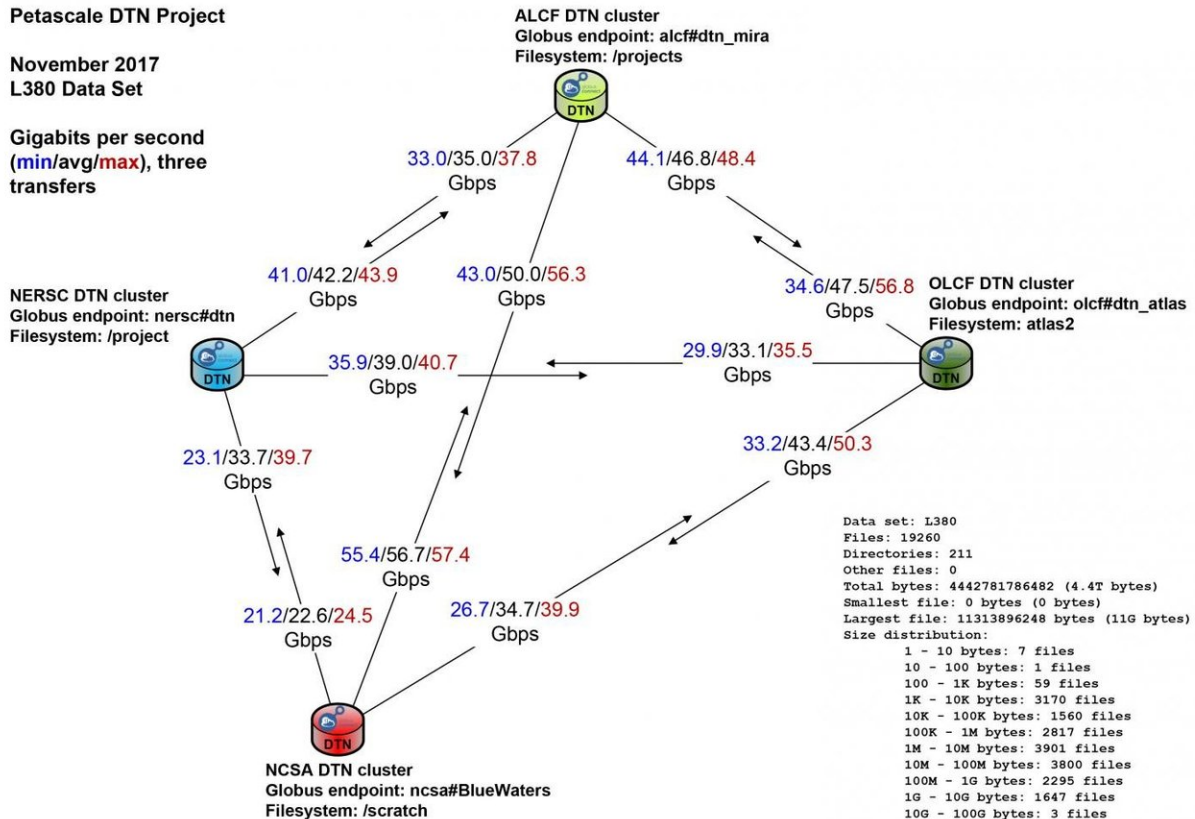 Petascale DTN Project
November 2017
L380 Data Set
Gigabits per second
(min/avg/max), three
transfers
ALCF DTN cluster
Globus endpoint: alcf#dtn_mira
Filesystem: /projects
DTN
33.0/35.0/37.8
Gbps
44.1/46.8/48.4
Gbps
41.0/42.2/43.9
Gbps
43.0/50.0/56.3
Gbps
34.6/47.5/56.8
Gbps
NERSC DTN cluster
Globus endpoint: nersc#dtn
Filesystem: /project
DTN
OLCF DTN cluster
Globus endpoint: olcf#dtn_atlas
Filesystem: atlas2
DTN
35.9/39.0/40.7
Gbps
29.9/33.1/35.5
Gbps
23.1/33.7/39.7
Gbps
33.2/43.4/50.3
Gbps
55.4/56.7/57.4
Gbps
21.2/22.6/24.5
Gbps
26.7/34.7/39.9
Gbps
DTN
NCSA DTN cluster
Globus endpoint: ncsa#BlueWaters
Filesystem: /scratch
Data set: L380
Files: 19260
Directories: 211
Other files: 0
Total bytes: 4442781786482 (4.4T bytes)
Smallest file: 0 bytes (0 bytes)
Largest file: 11313896248 bytes (11G bytes)
Size distribution:
1 - 10 bytes: 7 files
10 - 100 bytes: 1 files
100 - 1K bytes: 59 files
1K - 10K bytes: 3170 files
10K - 100K bytes: 1560 files
100K - 1M bytes: 2817 files
1M - 10M bytes: 3901 files
10M - 100M bytes: 3800 files
100M - 1G bytes: 2295 files
1G - 10G bytes: 1647 files
10G - 100G bytes: 3 files